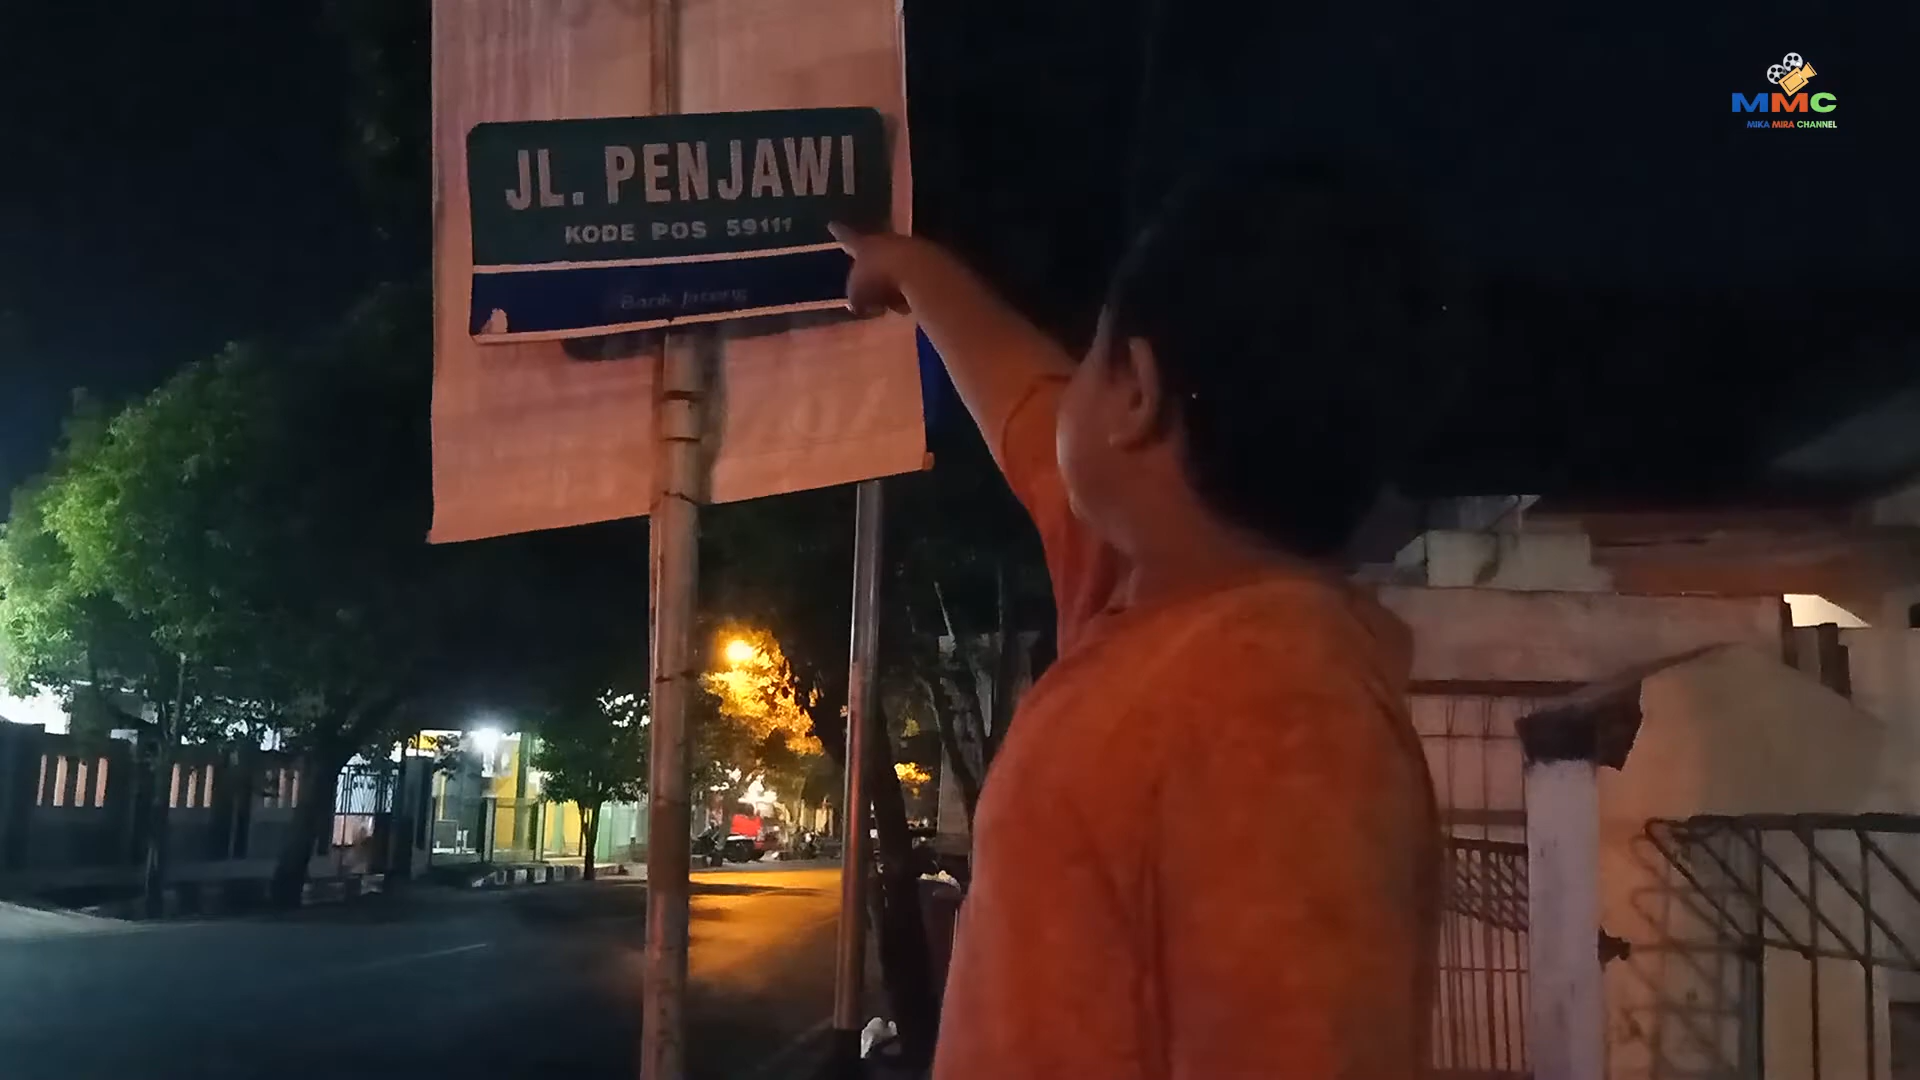 JL. PENJAWI
KODE POS 59111
Bank Jateng
MMC
MIKA MIRA CHANNEL